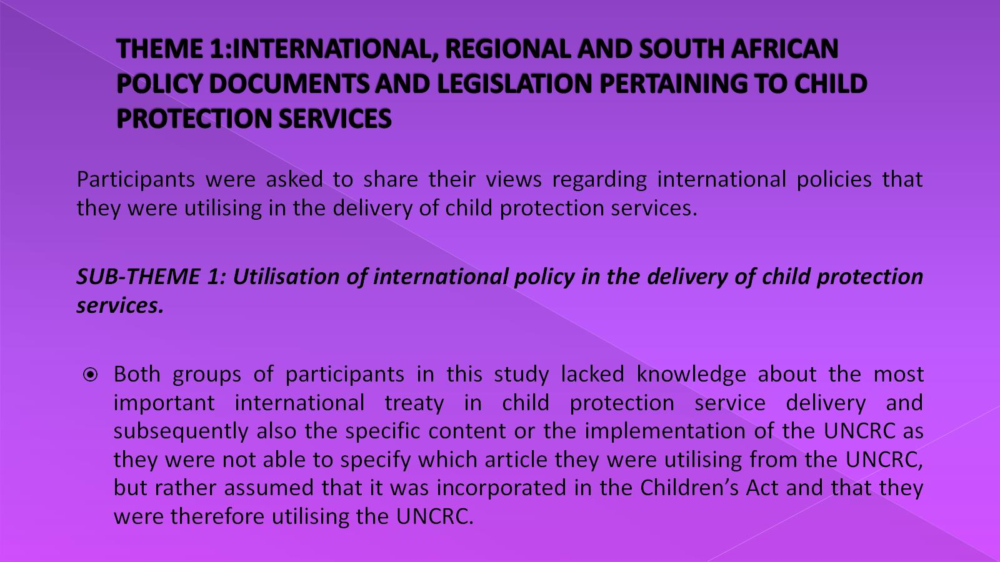 THEME 1:INTERNATIONAL, REGIONAL AND SOUTH AFRICAN
POLICY DOCUMENTS AND LEGISLATION PERTAINING TO CHILD
PROTECTION SERVICES
Participants were asked to share their views regarding international policies that
they were utilising in the delivery of child protection services.
SUB-THEME 1: Utilisation of international policy in the delivery of child protection
services.
Both groups of participants in this study lacked knowledge about the most
important international treaty in child protection service delivery and
subsequently also the specific content or the implementation of the UNCRC as
they were not able to specify which article they were utilising from the UNCRC,
but rather assumed that it was incorporated in the Children’s Act and that they
were therefore utilising the UNCRC.